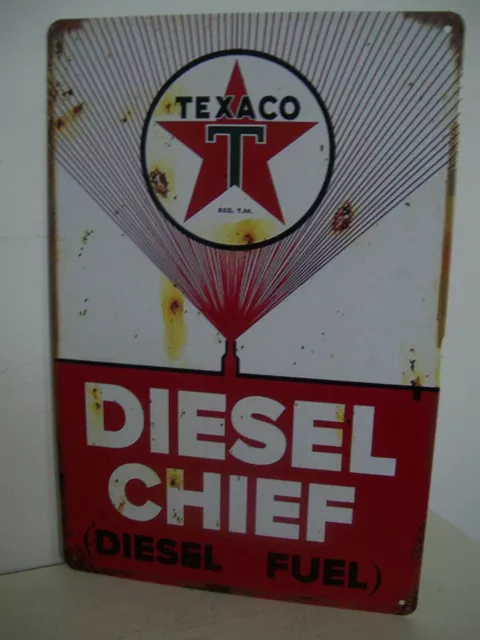 TEXACO
T
REG. T.M.
DIESEL
CHIEF
(DIESEL FUEL)